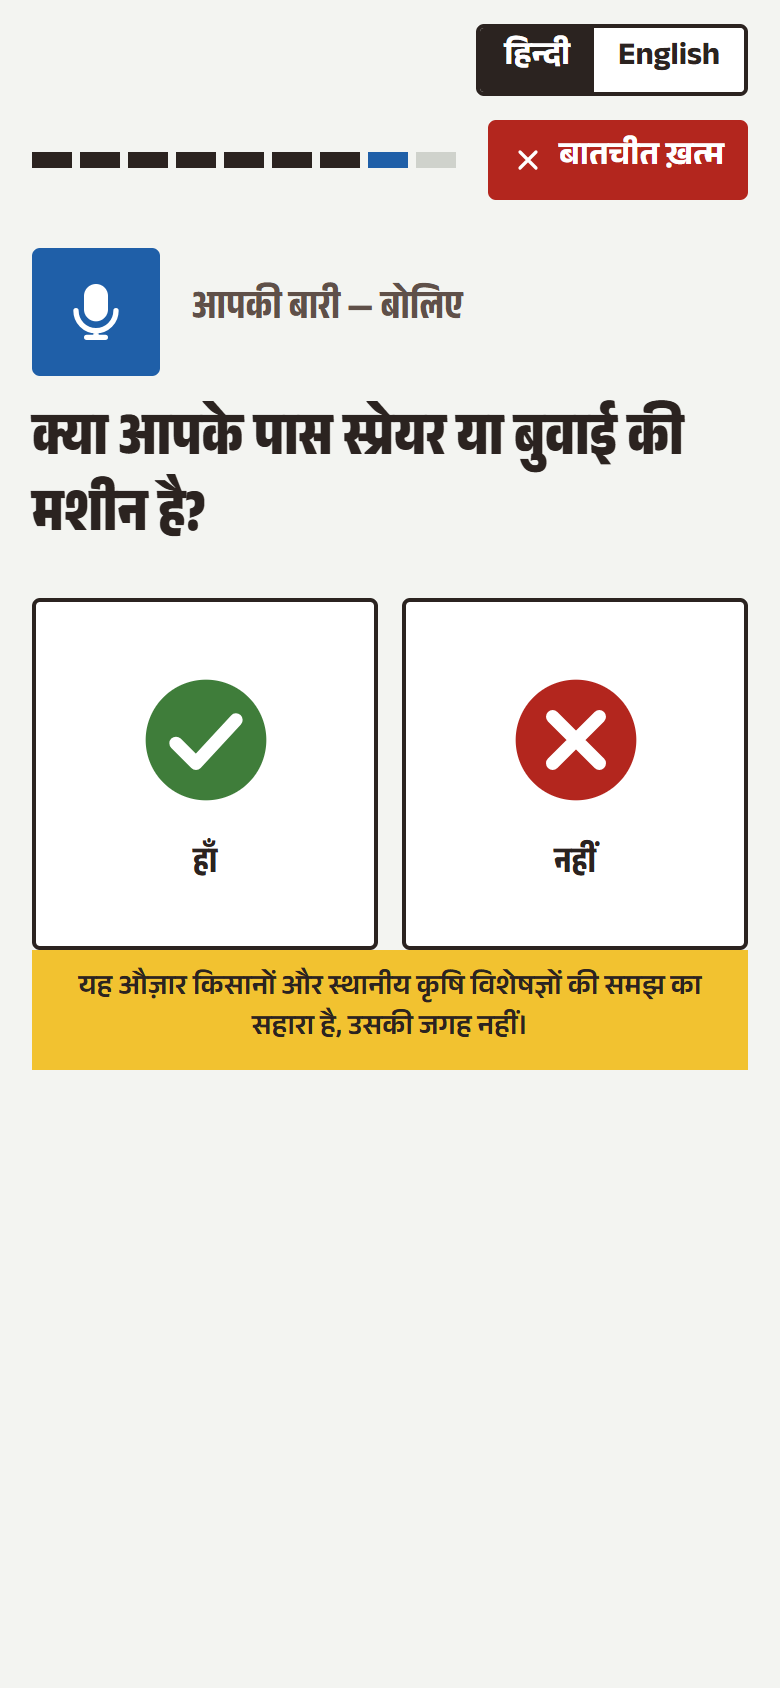 हिन्दी English
बातचीत ख़त्म
आपकी बारी – बोलिए
क्या आपके पास स्प्रेयर या बुवाई की
मशीन है?
हाँ नहीं
यह औज़ार किसानों और स्थानीय कृषि विशेषज्ञों की समझ का
सहारा है, उसकी जगह नहीं।